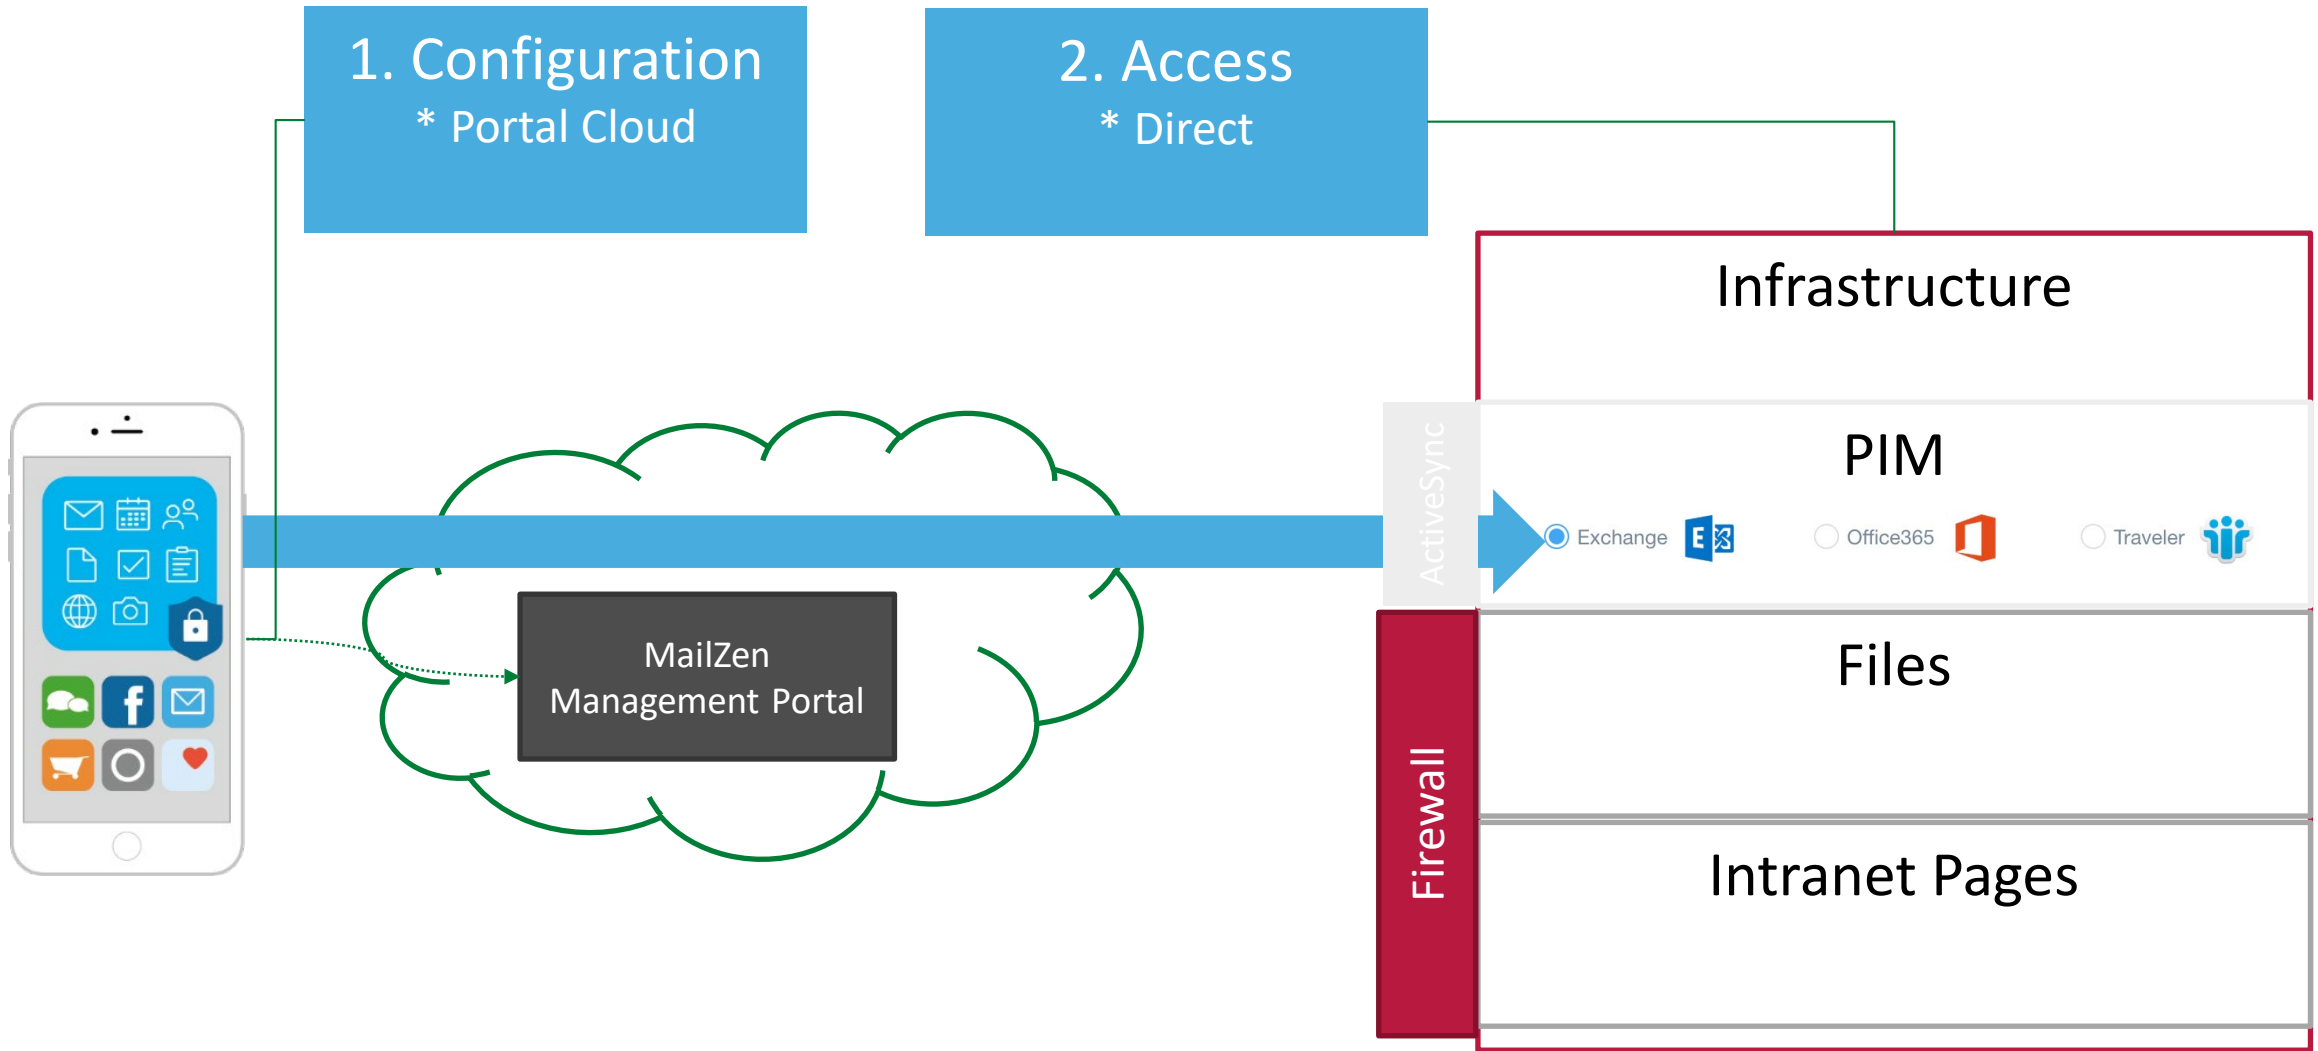 1. Configuration
* Portal Cloud
2. Access
* Direct
Infrastructure
ActiveSync
PIM
Exchange
Office365
Traveler
MailZen
Management Portal
Firewall
Files
Intranet Pages